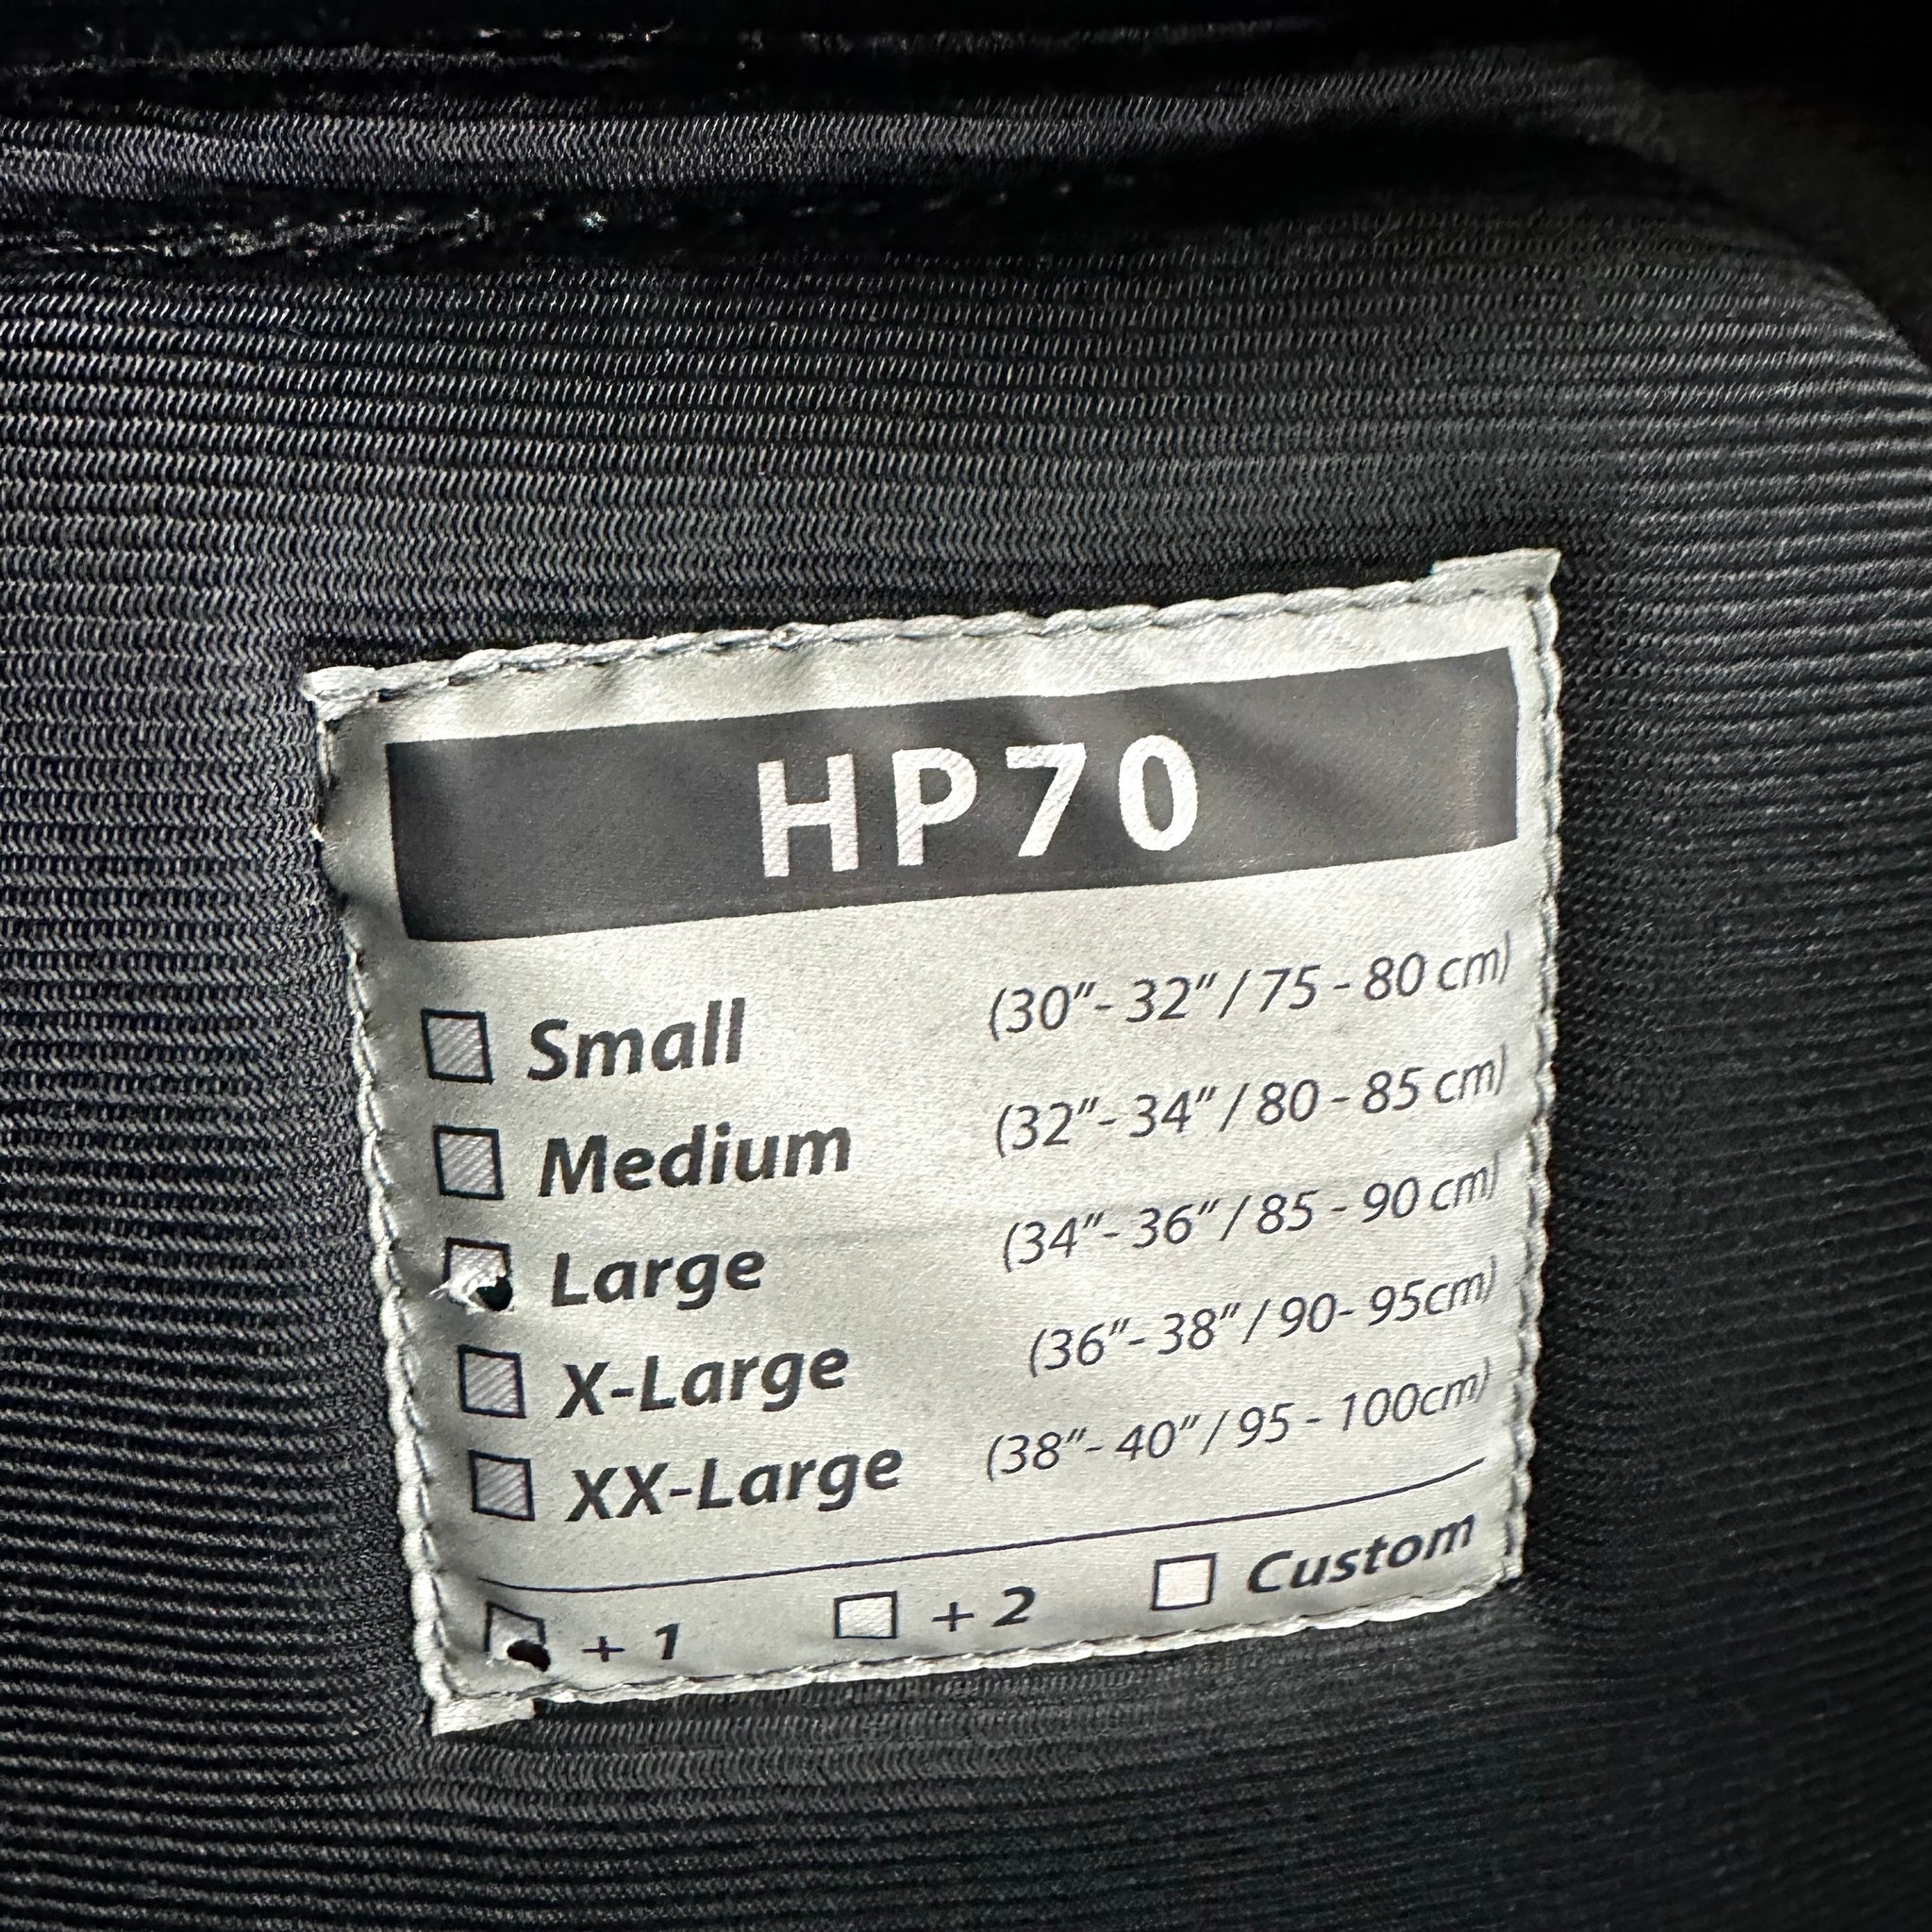 HP70
Small (30"- 32" / 75 - 80 cm)
Medium (32"- 34" / 80 - 85 cm)
Large (34"- 36" / 85 - 90 cm)
X-Large (36"- 38" / 90- 95cm)
XX-Large (38"- 40" / 95 - 100cm)
+ 1 + 2 Custom